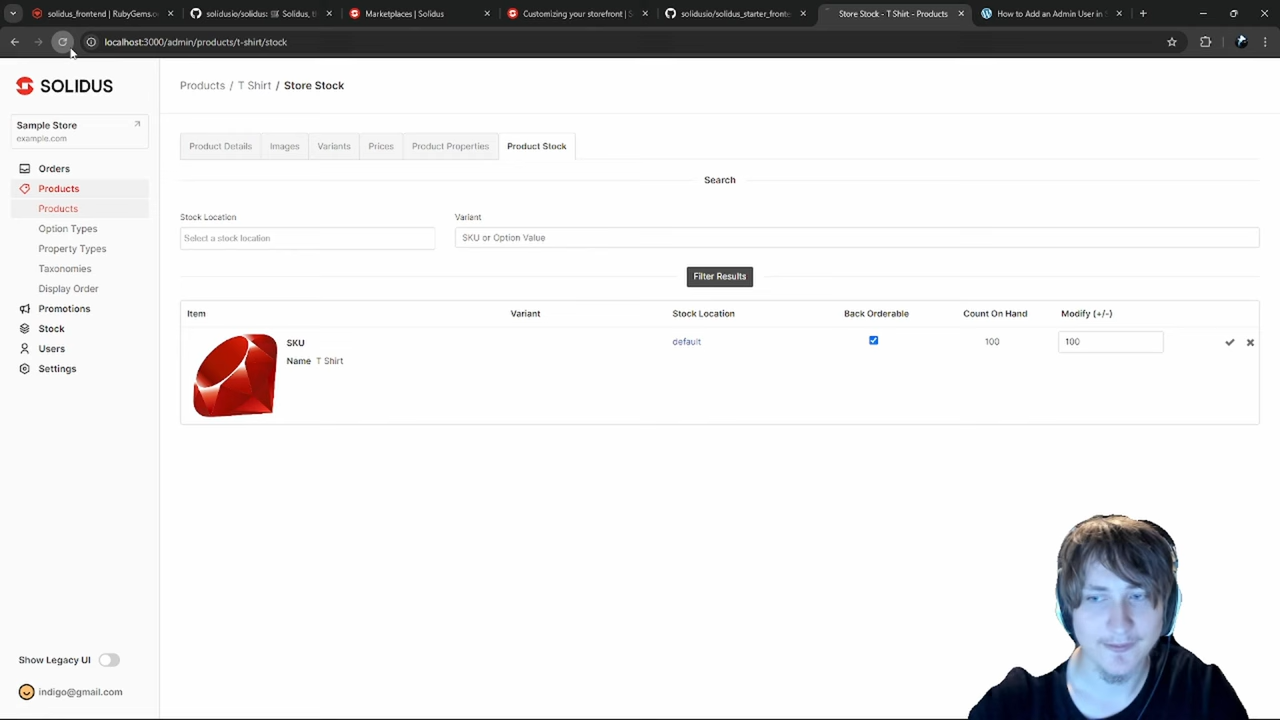 solidus_frontend | RubyGems.o
solidusio/solidus: Solidus, t
Marketplaces | Solidus
Customizing your storefront | S
solidusio/solidus_starter_fronte
Store Stock - T Shirt - Products
How to Add an Admin User in S
localhost:3000/admin/products/t-shirt/stock
SOLIDUS
Sample Store
example.com
Orders
Products
Products
Option Types
Property Types
Taxonomies
Display Order
Promotions
Stock
Users
Settings
Show Legacy UI
indigo@gmail.com
Products / T Shirt / Store Stock
Product Details Images Variants Prices Product Properties Product Stock
Search
Stock Location Variant
Select a stock location SKU or Option Value
Filter Results
Item Variant Stock Location Back Orderable Count On Hand Modify (+/-)
SKU default 100 100
Name T Shirt